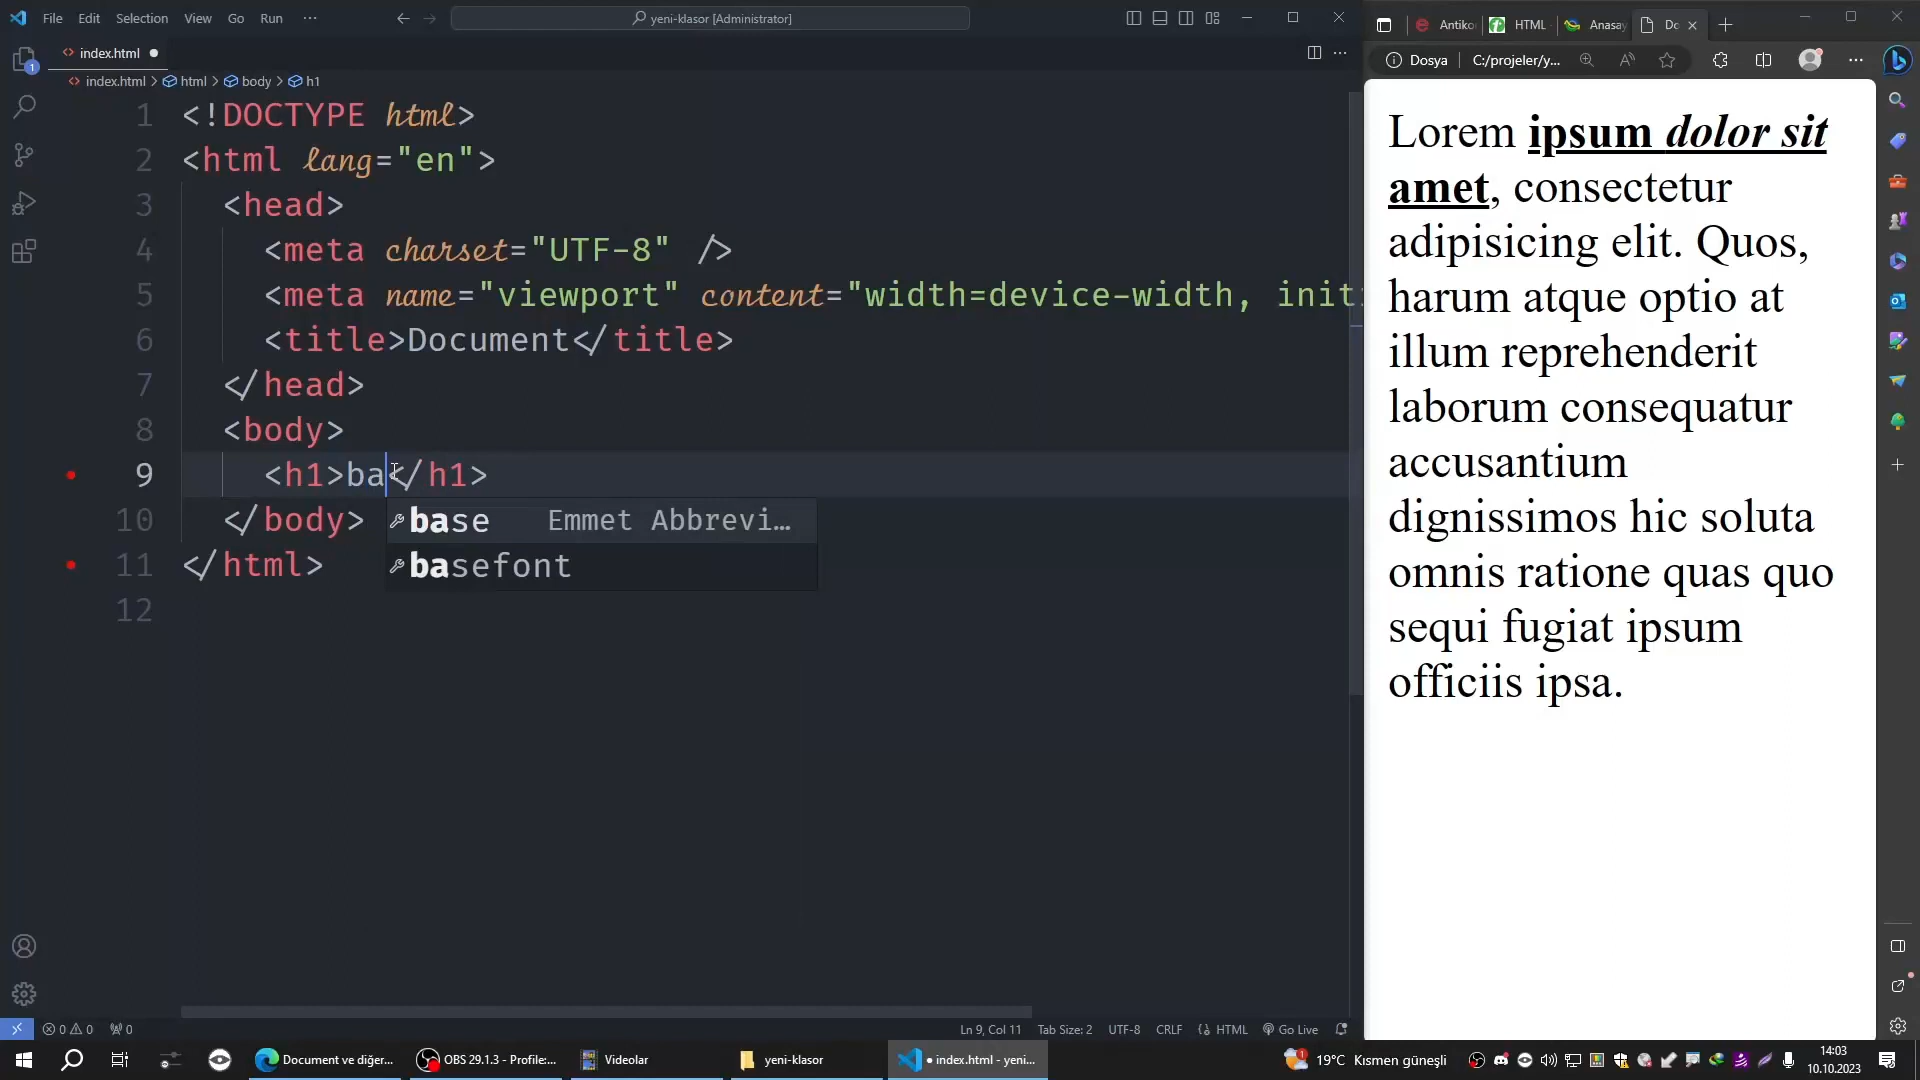 File Edit Selection View Go Run ··· yeni-klasor [Administrator]
index.html
index.html > html > body > h1
1 <!DOCTYPE html>
2 <html lang="en">
3 <head>
4 <meta charset="UTF-8" />
5 <meta name="viewport" content="width=device-width, init
6 <title>Document</title>
7 </head>
8 <body>
9 <h1>ba</h1>
10 </body>
11 </html>
12
base Emmet Abbrevi...
basefont
Ln 9, Col 11 Tab Size: 2 UTF-8 CRLF HTML Go Live
0 0 0
Antiko HTML Anasay Do
Dosya C:/projeler/y...
Lorem ipsum dolor sit
amet, consectetur
adipisicing elit. Quos,
harum atque optio at
illum reprehenderit
laborum consequatur
accusantium
dignissimos hic soluta
omnis ratione quas quo
sequi fugiat ipsum
officiis ipsa.
Document ve diğer... OBS 29.1.3 - Profile:... Videolar yeni-klasor ● index.html - yeni...
19°C Kısmen güneşli
14:03
10.10.2023